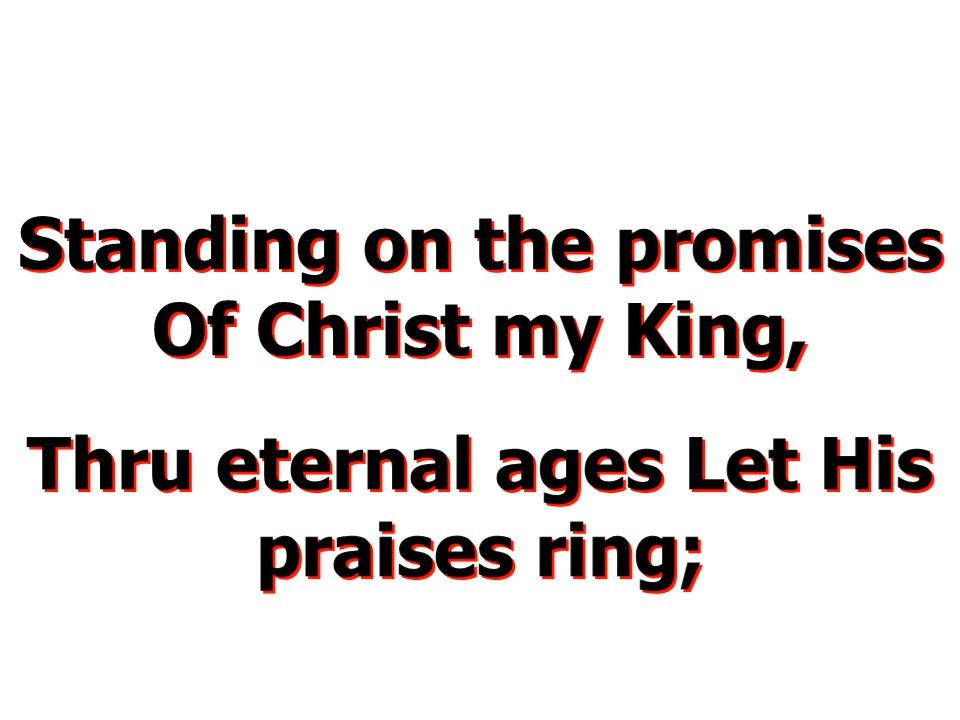 Standing on the promises
Of Christ my King,
Thru eternal ages Let His
praises ring;